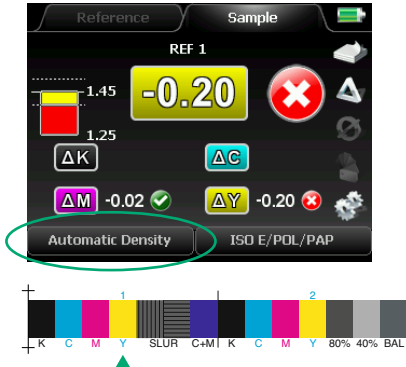 Reference Sample
REF 1
1.45
-0.20
1.25
ΔK ΔC
ΔM -0.02 ΔY -0.20
Automatic Density ISO E/POL/PAP
1 2
K C M Y SLUR C+M K C M Y 80% 40% BAL